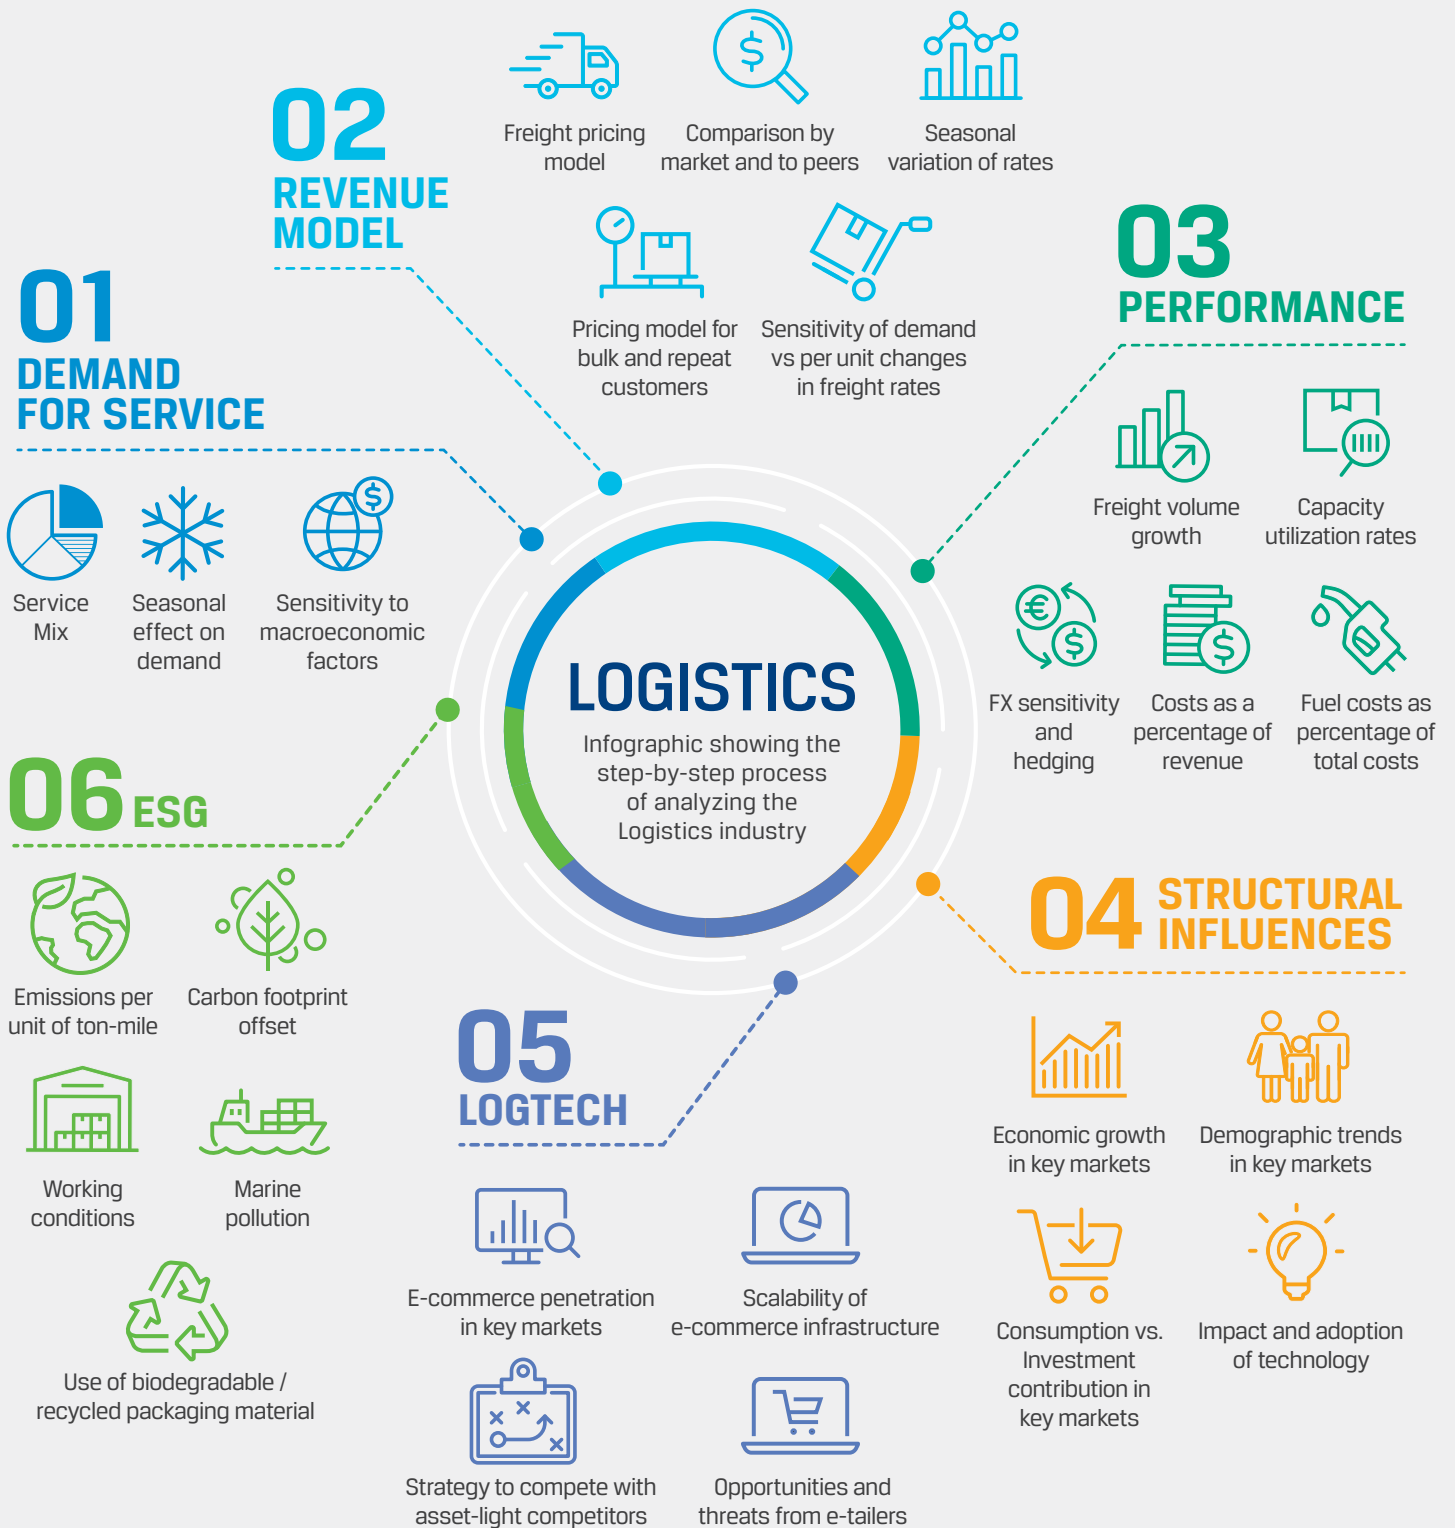 LOGISTICS
Infographic showing the
step-by-step process
of analyzing the
Logistics industry
01
DEMAND
FOR SERVICE
Service
Mix
Seasonal
effect on
demand
Sensitivity to
macroeconomic
factors
02
REVENUE
MODEL
Freight pricing
model
Comparison by
market and to peers
Seasonal
variation of rates
Pricing model for
bulk and repeat
customers
Sensitivity of demand
vs per unit changes
in freight rates
03
PERFORMANCE
Freight volume
growth
Capacity
utilization rates
FX sensitivity
and
hedging
Costs as a
percentage of
revenue
Fuel costs as
percentage of
total costs
04
STRUCTURAL
INFLUENCES
Economic growth
in key markets
Demographic trends
in key markets
Consumption vs.
Investment
contribution in
key markets
Impact and adoption
of technology
05
LOGTECH
E-commerce penetration
in key markets
Scalability of
e-commerce infrastructure
Strategy to compete with
asset-light competitors
Opportunities and
threats from e-tailers
06 ESG
Emissions per
unit of ton-mile
Carbon footprint
offset
Working
conditions
Marine
pollution
Use of biodegradable /
recycled packaging material